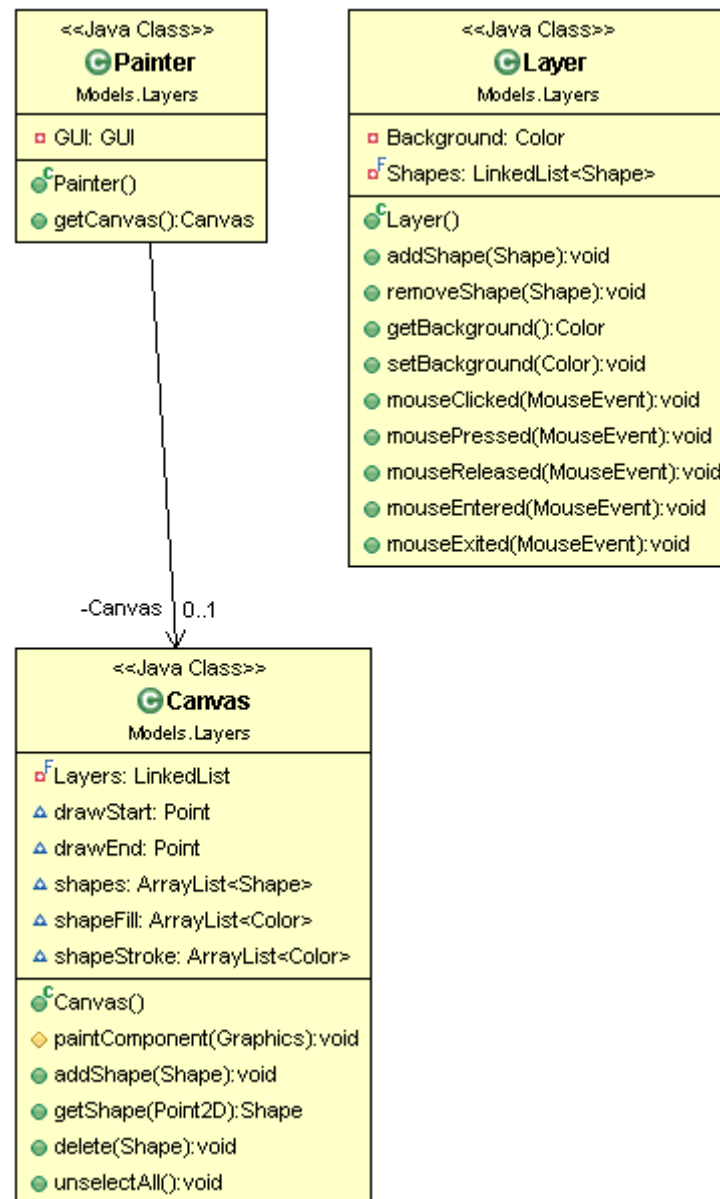 <<Java Class>>
Painter
Models.Layers
GUI: GUI
Painter()
getCanvas():Canvas
<<Java Class>>
Layer
Models.Layers
Background: Color
Shapes: LinkedList<Shape>
Layer()
addShape(Shape):void
removeShape(Shape):void
getBackground():Color
setBackground(Color):void
mouseClicked(MouseEvent):void
mousePressed(MouseEvent):void
mouseReleased(MouseEvent):void
mouseEntered(MouseEvent):void
mouseExited(MouseEvent):void
-Canvas 0..1
<<Java Class>>
Canvas
Models.Layers
Layers: LinkedList
drawStart: Point
drawEnd: Point
shapes: ArrayList<Shape>
shapeFill: ArrayList<Color>
shapeStroke: ArrayList<Color>
Canvas()
paintComponent(Graphics):void
addShape(Shape):void
getShape(Point2D):Shape
delete(Shape):void
unselectAll():void